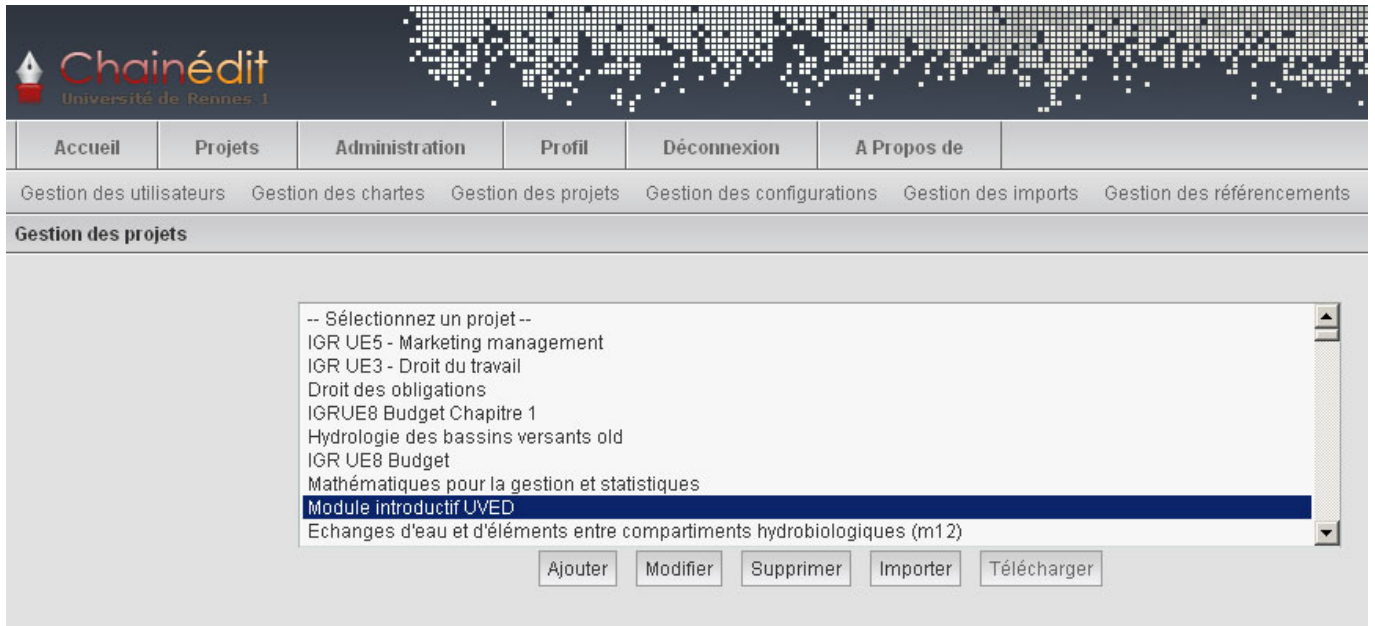 Chainédit
Université de Rennes 1
Accueil Projets Administration Profil Déconnexion A Propos de
Gestion des utilisateurs Gestion des chartes Gestion des projets Gestion des configurations Gestion des imports Gestion des référencements
Gestion des projets
-- Sélectionnez un projet --
IGR UE5 - Marketing management
IGR UE3 - Droit du travail
Droit des obligations
IGRUE8 Budget Chapitre 1
Hydrologie des bassins versants old
IGR UE8 Budget
Mathématiques pour la gestion et statistiques
Module introductif UVED
Echanges d'eau et d'éléments entre compartiments hydrobiologiques (m12)
Ajouter Modifier Supprimer Importer Télécharger